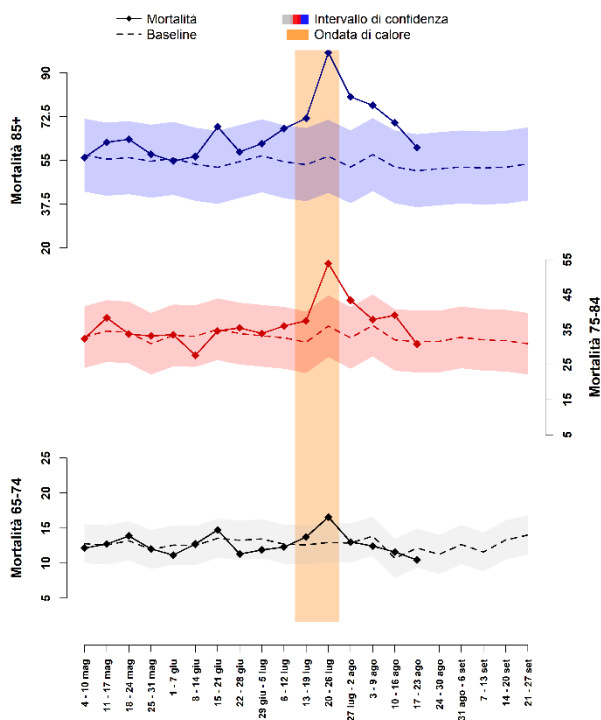 Mortalità
Intervallo di confidenza
Baseline
Ondata di calore
Mortalità 85+
90
72.5
55
37.5
20
Mortalità 75-84
55
45
35
25
15
5
Mortalità 65-74
25
20
15
10
5
4 - 10 mag
11 - 17 mag
18 - 24 mag
25 - 31 mag
1 - 7 giu
8 - 14 giu
15 - 21 giu
22 - 28 giu
29 giu - 5 lug
6 - 12 lug
13 - 19 lug
20 - 26 lug
27 lug - 2 ago
3 - 9 ago
10 - 16 ago
17 - 23 ago
24 - 30 ago
31 ago - 6 set
7 - 13 set
14 - 20 set
21 - 27 set